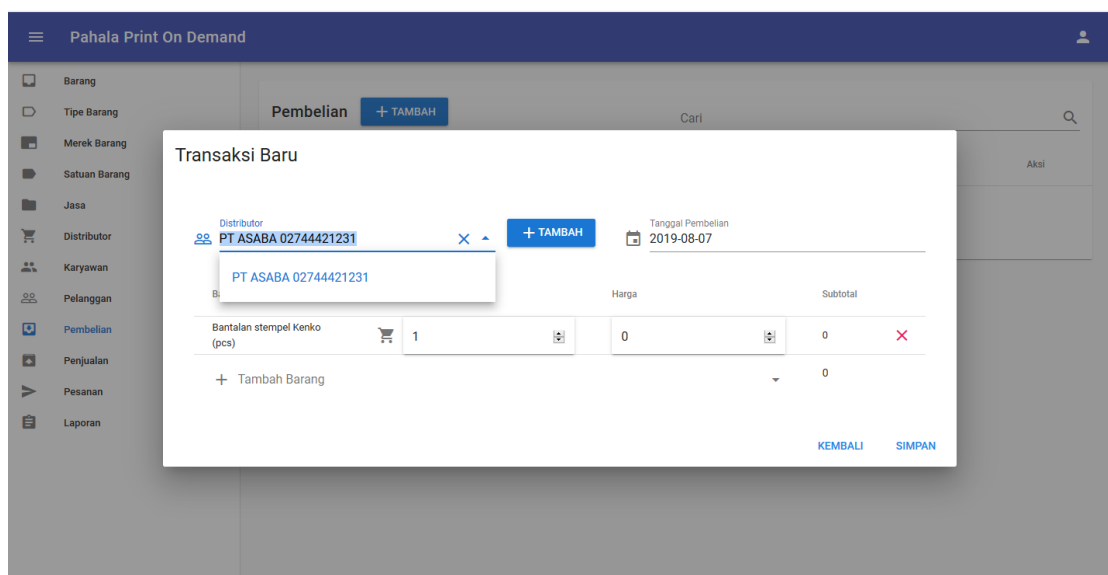 Pahala Print On Demand
Barang
Tipe Barang
Merek Barang
Satuan Barang
Jasa
Distributor
Karyawan
Pelanggan
Pembelian
Penjualan
Pesanan
Laporan
Pembelian + TAMBAH Cari
Aksi
Transaksi Baru
Distributor
PT ASABA 02744421231
+ TAMBAH
Tanggal Pembelian
2019-08-07
PT ASABA 02744421231
Harga Subtotal
Bantalan stempel Kenko
(pcs)
1 0 0
+ Tambah Barang 0
KEMBALI SIMPAN